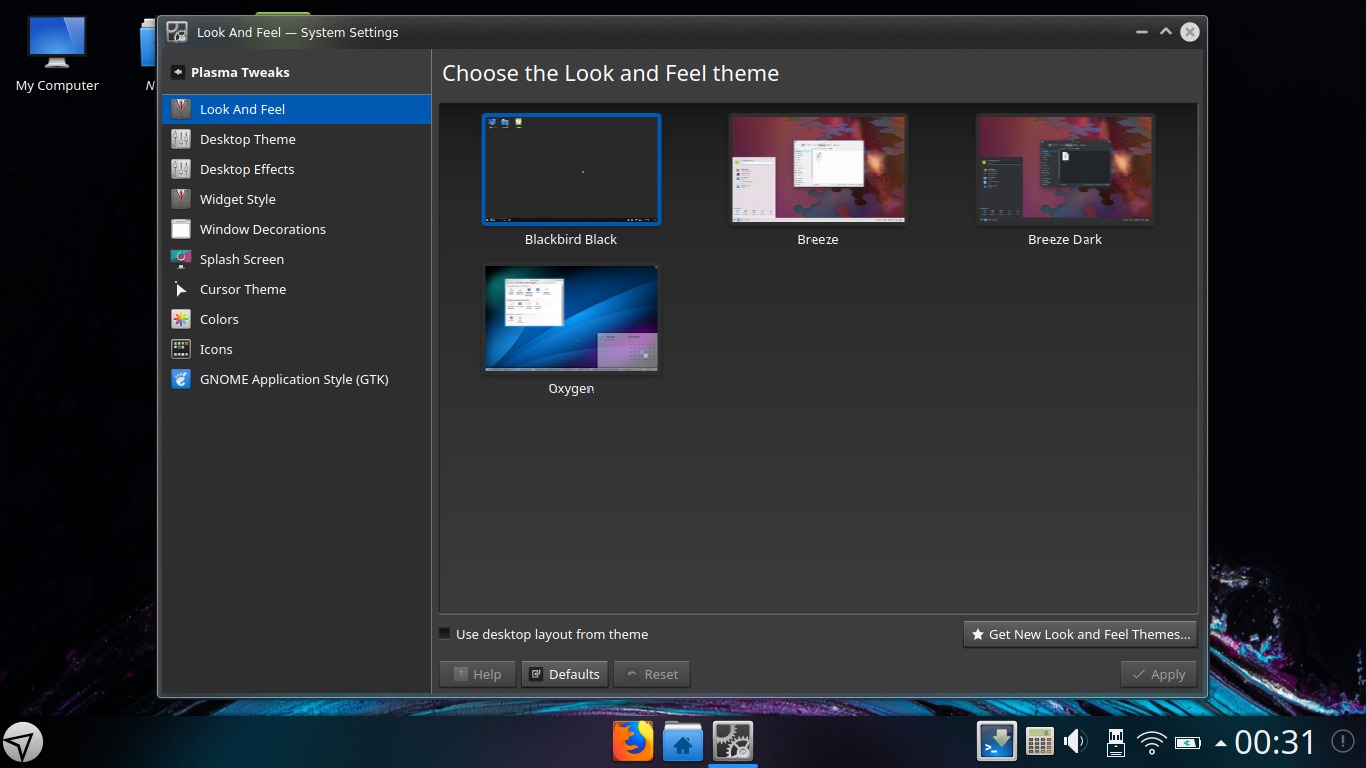 My Computer
N
Look And Feel — System Settings
Plasma Tweaks
Look And Feel
Desktop Theme
Desktop Effects
Widget Style
Window Decorations
Splash Screen
Cursor Theme
Colors
Icons
GNOME Application Style (GTK)
Choose the Look and Feel theme
Blackbird Black
Breeze
Breeze Dark
Oxygen
Use desktop layout from theme
Get New Look and Feel Themes...
Help
Defaults
Reset
Apply
00:31